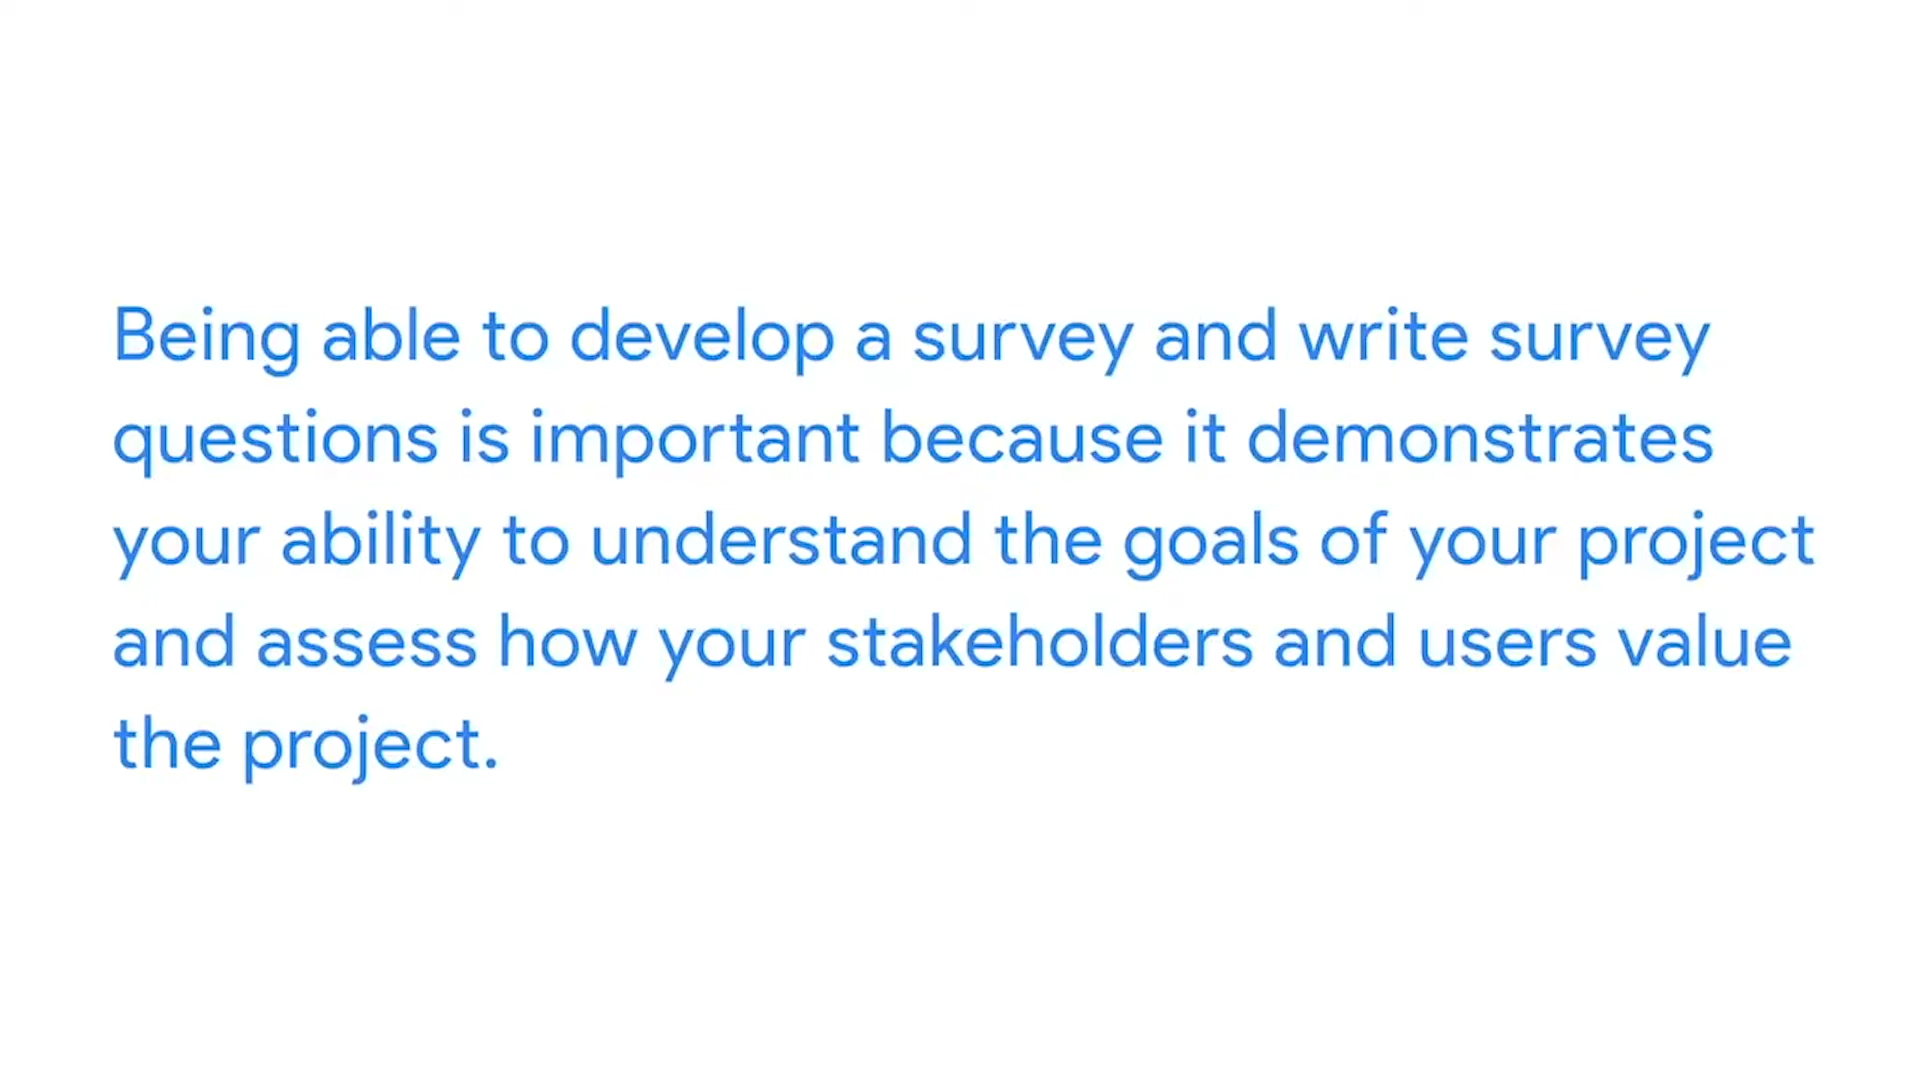 Being able to develop a survey and write survey
questions is important because it demonstrates
your ability to understand the goals of your project
and assess how your stakeholders and users value
the project.